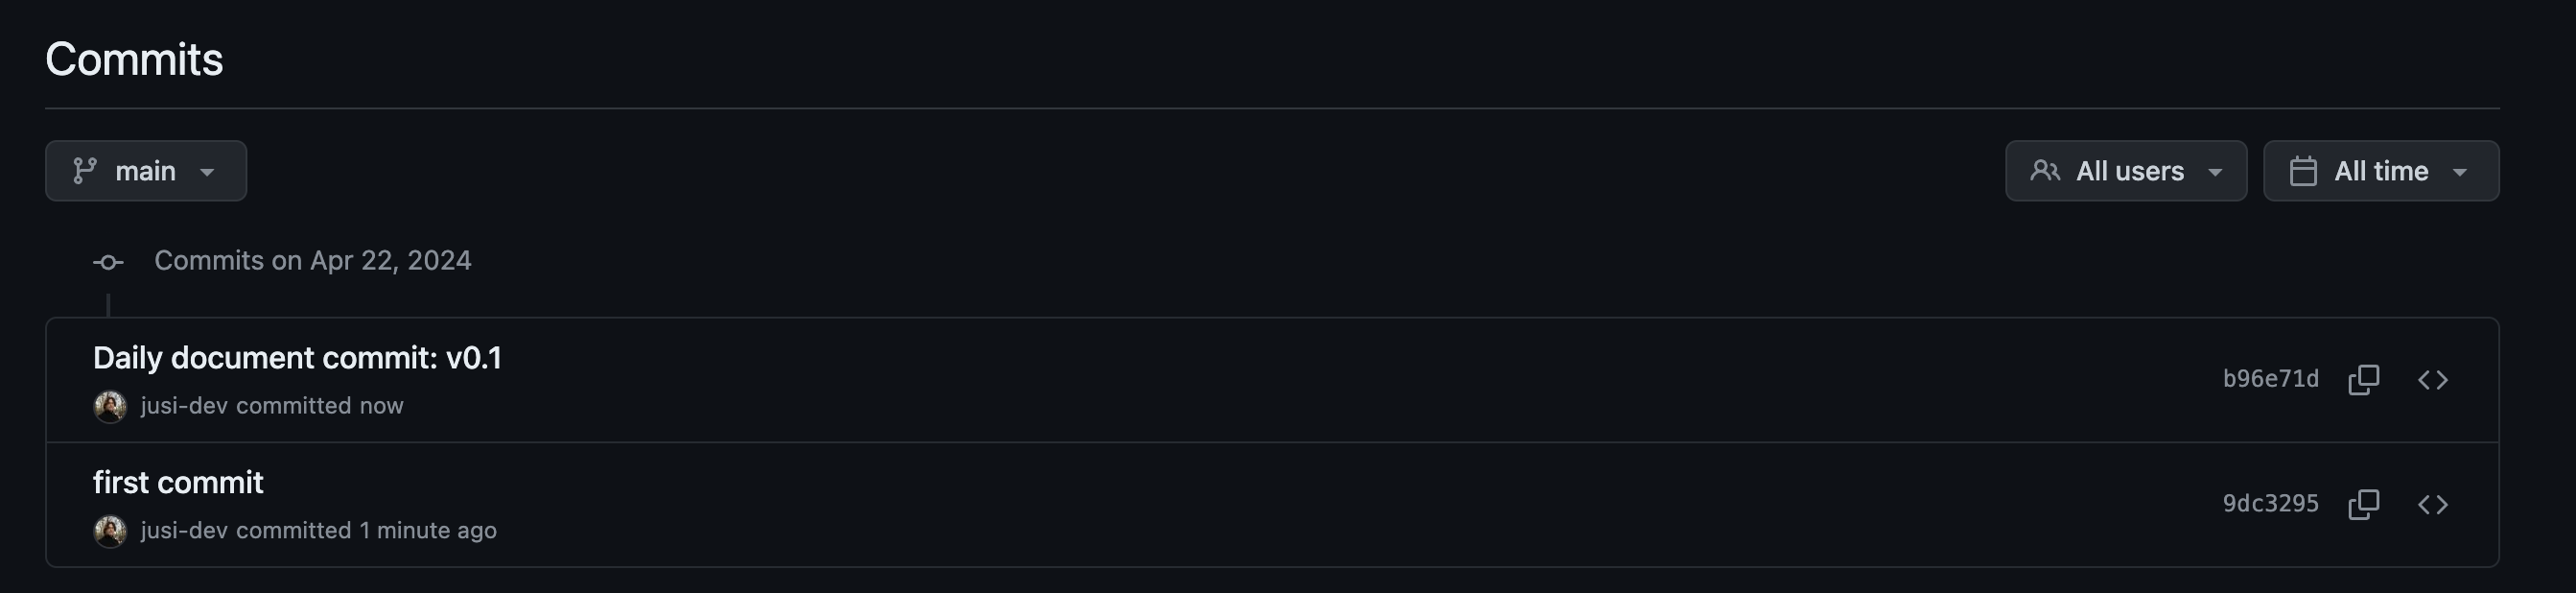 Commits
main
All users
All time
Commits on Apr 22, 2024
Daily document commit: v0.1
b96e71d
jusi-dev committed now
first commit
9dc3295
jusi-dev committed 1 minute ago